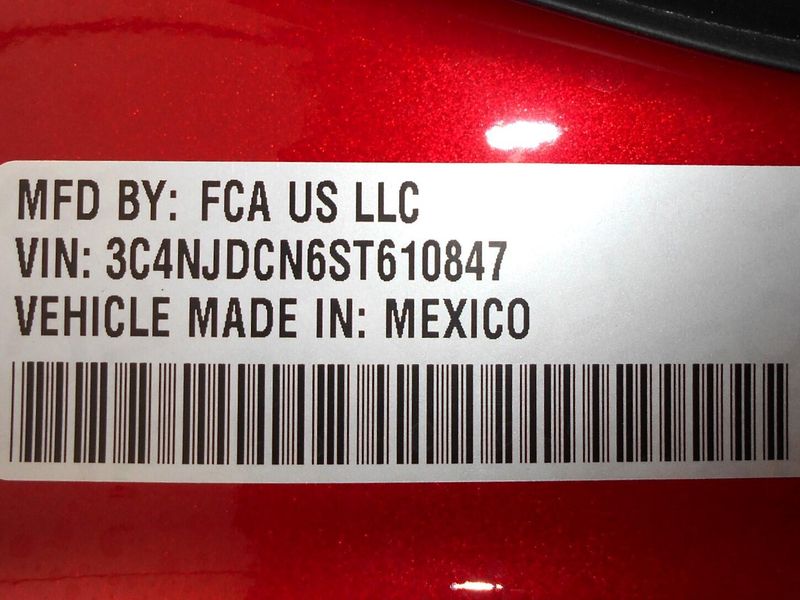 MFD BY: FCA US LLC
VIN: 3C4NJDCN6ST610847
VEHICLE MADE IN: MEXICO